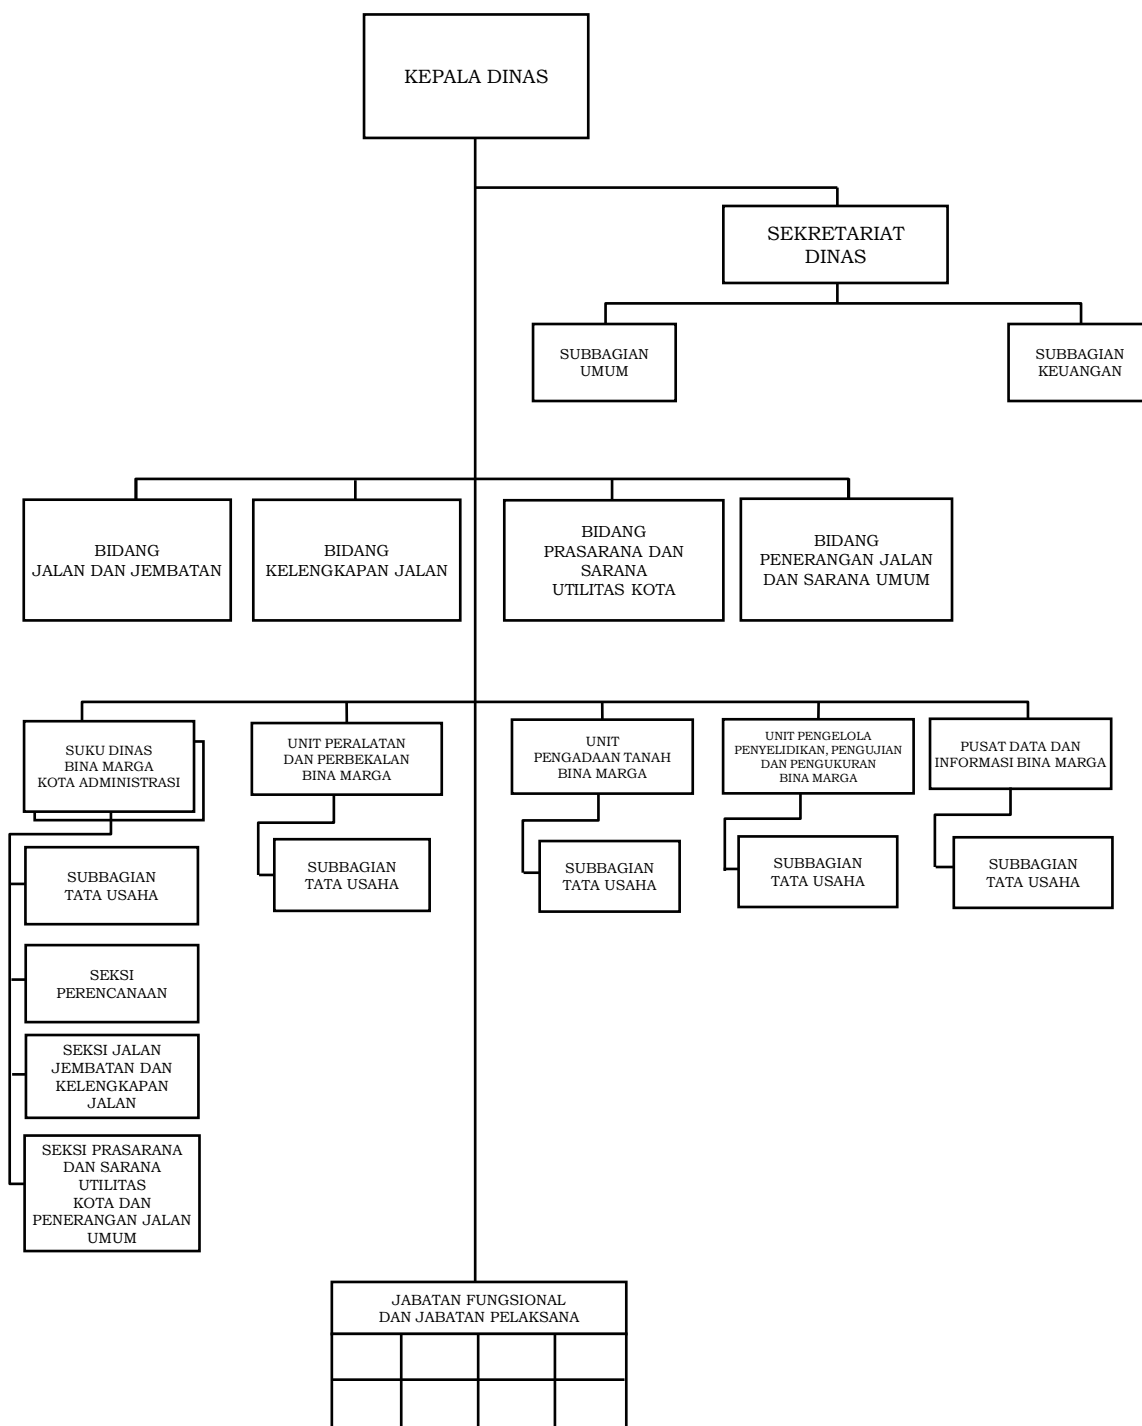 KEPALA DINAS
SEKRETARIAT
DINAS
SUBBAGIAN
UMUM
SUBBAGIAN
KEUANGAN
BIDANG
JALAN DAN JEMBATAN
BIDANG
KELENGKAPAN JALAN
BIDANG
PRASARANA DAN
SARANA
UTILITAS KOTA
BIDANG
PENERANGAN JALAN
DAN SARANA UMUM
SUKU DINAS
BINA MARGA
KOTA ADMINISTRASI
UNIT PERALATAN
DAN PERBEKALAN
BINA MARGA
UNIT
PENGADAAN TANAH
BINA MARGA
UNIT PENGELOLA
PENYELIDIKAN, PENGUJIAN
DAN PENGUKURAN
BINA MARGA
PUSAT DATA DAN
INFORMASI BINA MARGA
SUBBAGIAN
TATA USAHA
SUBBAGIAN
TATA USAHA
SUBBAGIAN
TATA USAHA
SUBBAGIAN
TATA USAHA
SUBBAGIAN
TATA USAHA
SEKSI
PERENCANAAN
SEKSI JALAN
JEMBATAN DAN
KELENGKAPAN
JALAN
SEKSI PRASARANA
DAN SARANA
UTILITAS
KOTA DAN
PENERANGAN JALAN
UMUM
JABATAN FUNGSIONAL
DAN JABATAN PELAKSANA